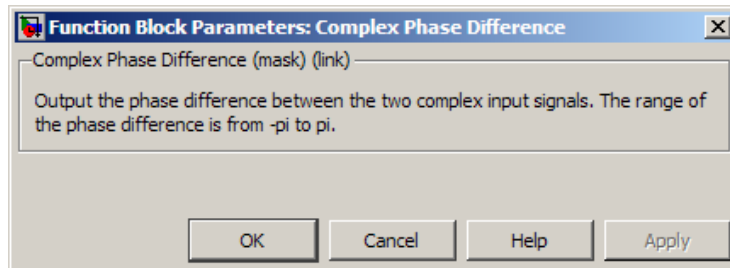 Function Block Parameters: Complex Phase Difference
Complex Phase Difference (mask) (link)
Output the phase difference between the two complex input signals. The range of
the phase difference is from -pi to pi.
OK Cancel Help Apply